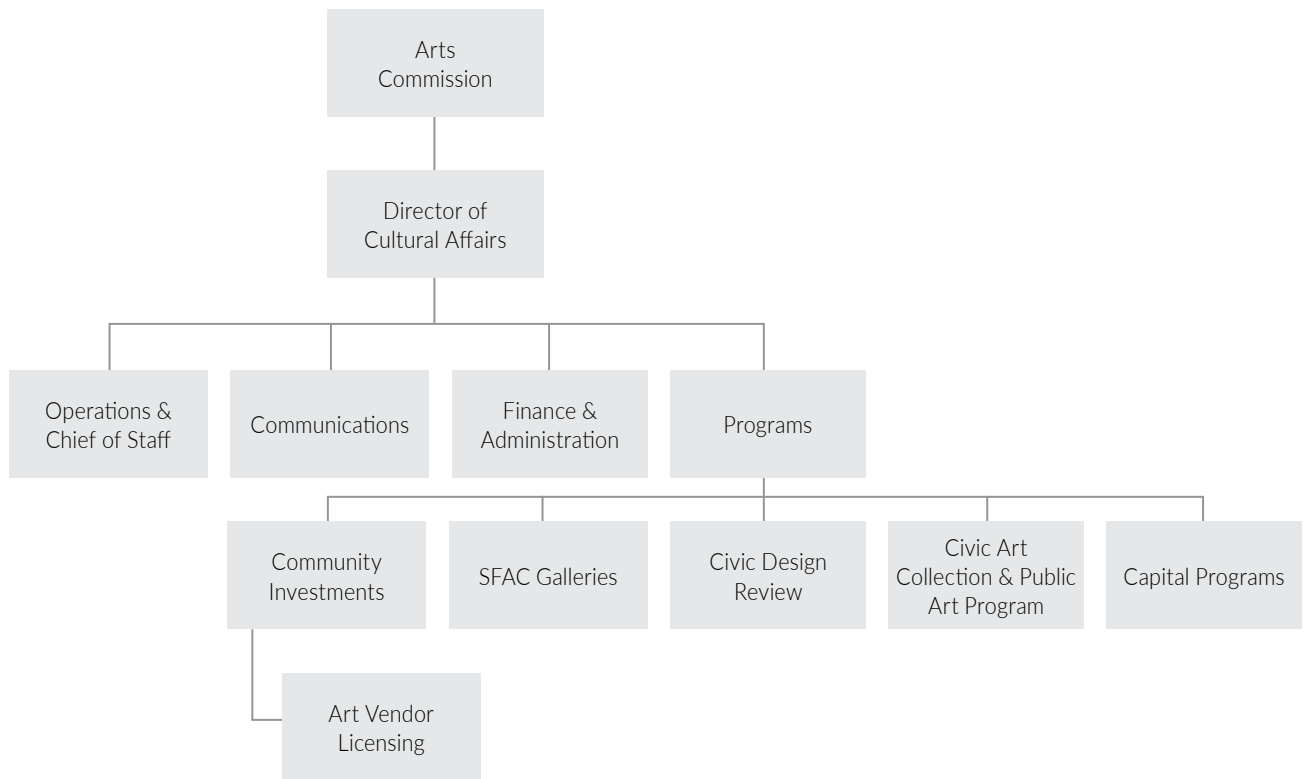 Arts
Commission
Director of
Cultural Affairs
Operations &
Chief of Staff
Communications
Finance &
Administration
Programs
Community
Investments
SFAC Galleries
Civic Design
Review
Civic Art
Collection & Public
Art Program
Capital Programs
Art Vendor
Licensing